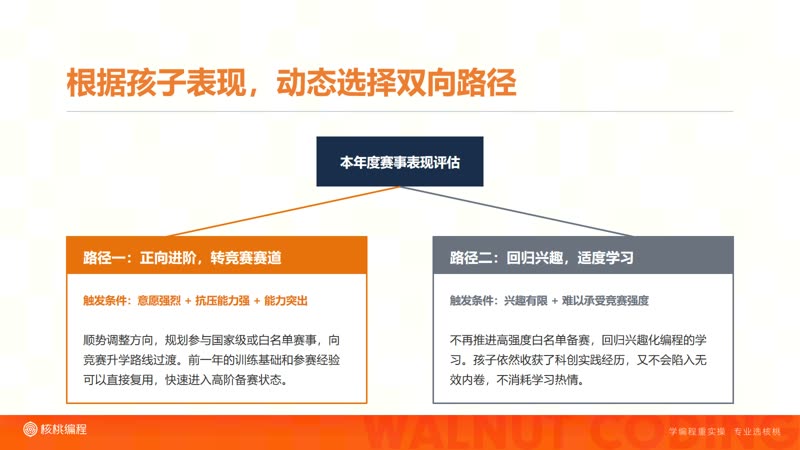 根据孩子表现，动态选择双向路径
本年度赛事表现评估
路径一：正向进阶，转竞赛赛道
触发条件：意愿强烈 + 抗压能力强 + 能力突出
顺势调整方向，规划参与国家级或白名单赛事，向
竞赛升学路线过渡。前一年的训练基础和参赛经验
可以直接复用，快速进入高阶备赛状态。
路径二：回归兴趣，适度学习
触发条件：兴趣有限 + 难以承受竞赛强度
不再推进高强度白名单备赛，回归兴趣化编程的学
习。孩子依然收获了科创实践经历，又不会陷入无
效内卷，不消耗学习热情。
核桃编程
WALNUT CODING
学编程重实操 专业选核桃